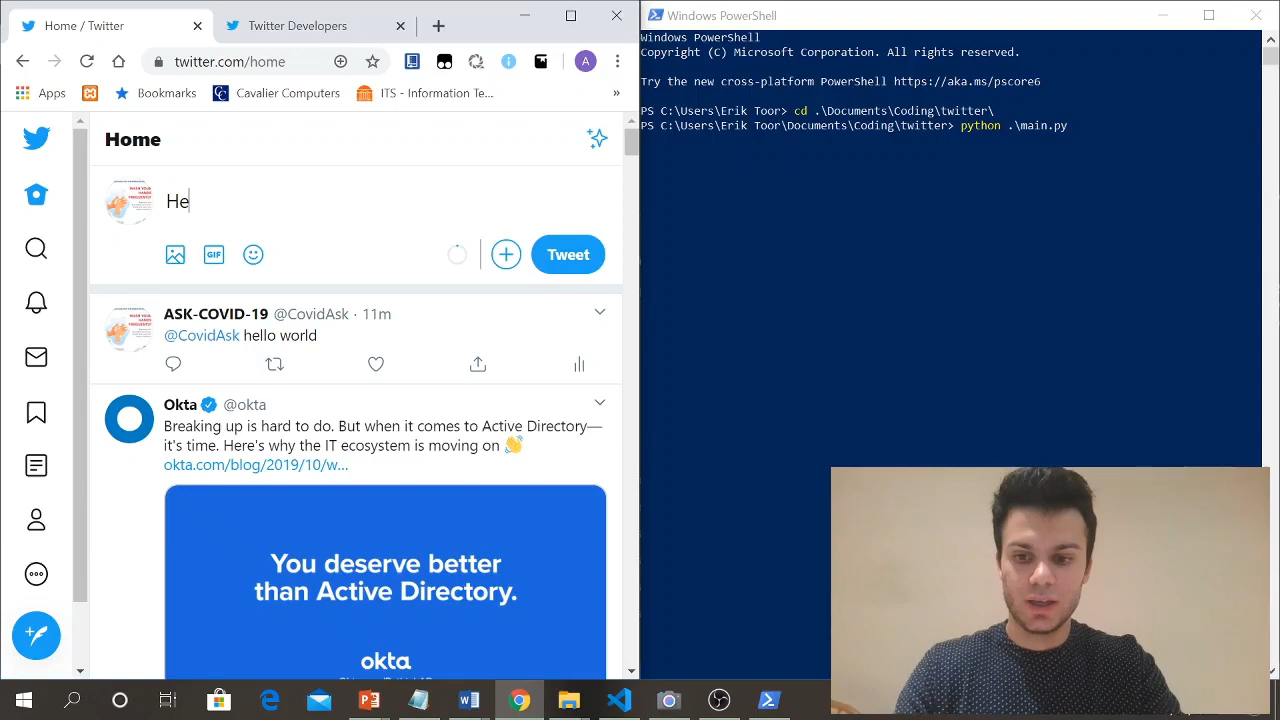 Home / Twitter
Twitter Developers
twitter.com/home
A
Apps
Bookmarks
CC
Cavalier Computers
ITS - Information Te...
»
Home
He
GIF
Tweet
ASK-COVID-19 @CovidAsk · 11m
@CovidAsk hello world
Okta @okta
Breaking up is hard to do. But when it comes to Active Directory—
it's time. Here's why the IT ecosystem is moving on
okta.com/blog/2019/10/w...
You deserve better
than Active Directory.
okta
Windows PowerShell
Windows PowerShell
Copyright (C) Microsoft Corporation. All rights reserved.
Try the new cross-platform PowerShell https://aka.ms/pscore6
PS C:\Users\Erik Toor> cd .\Documents\Coding\twitter\
PS C:\Users\Erik Toor\Documents\Coding\twitter> python .\main.py